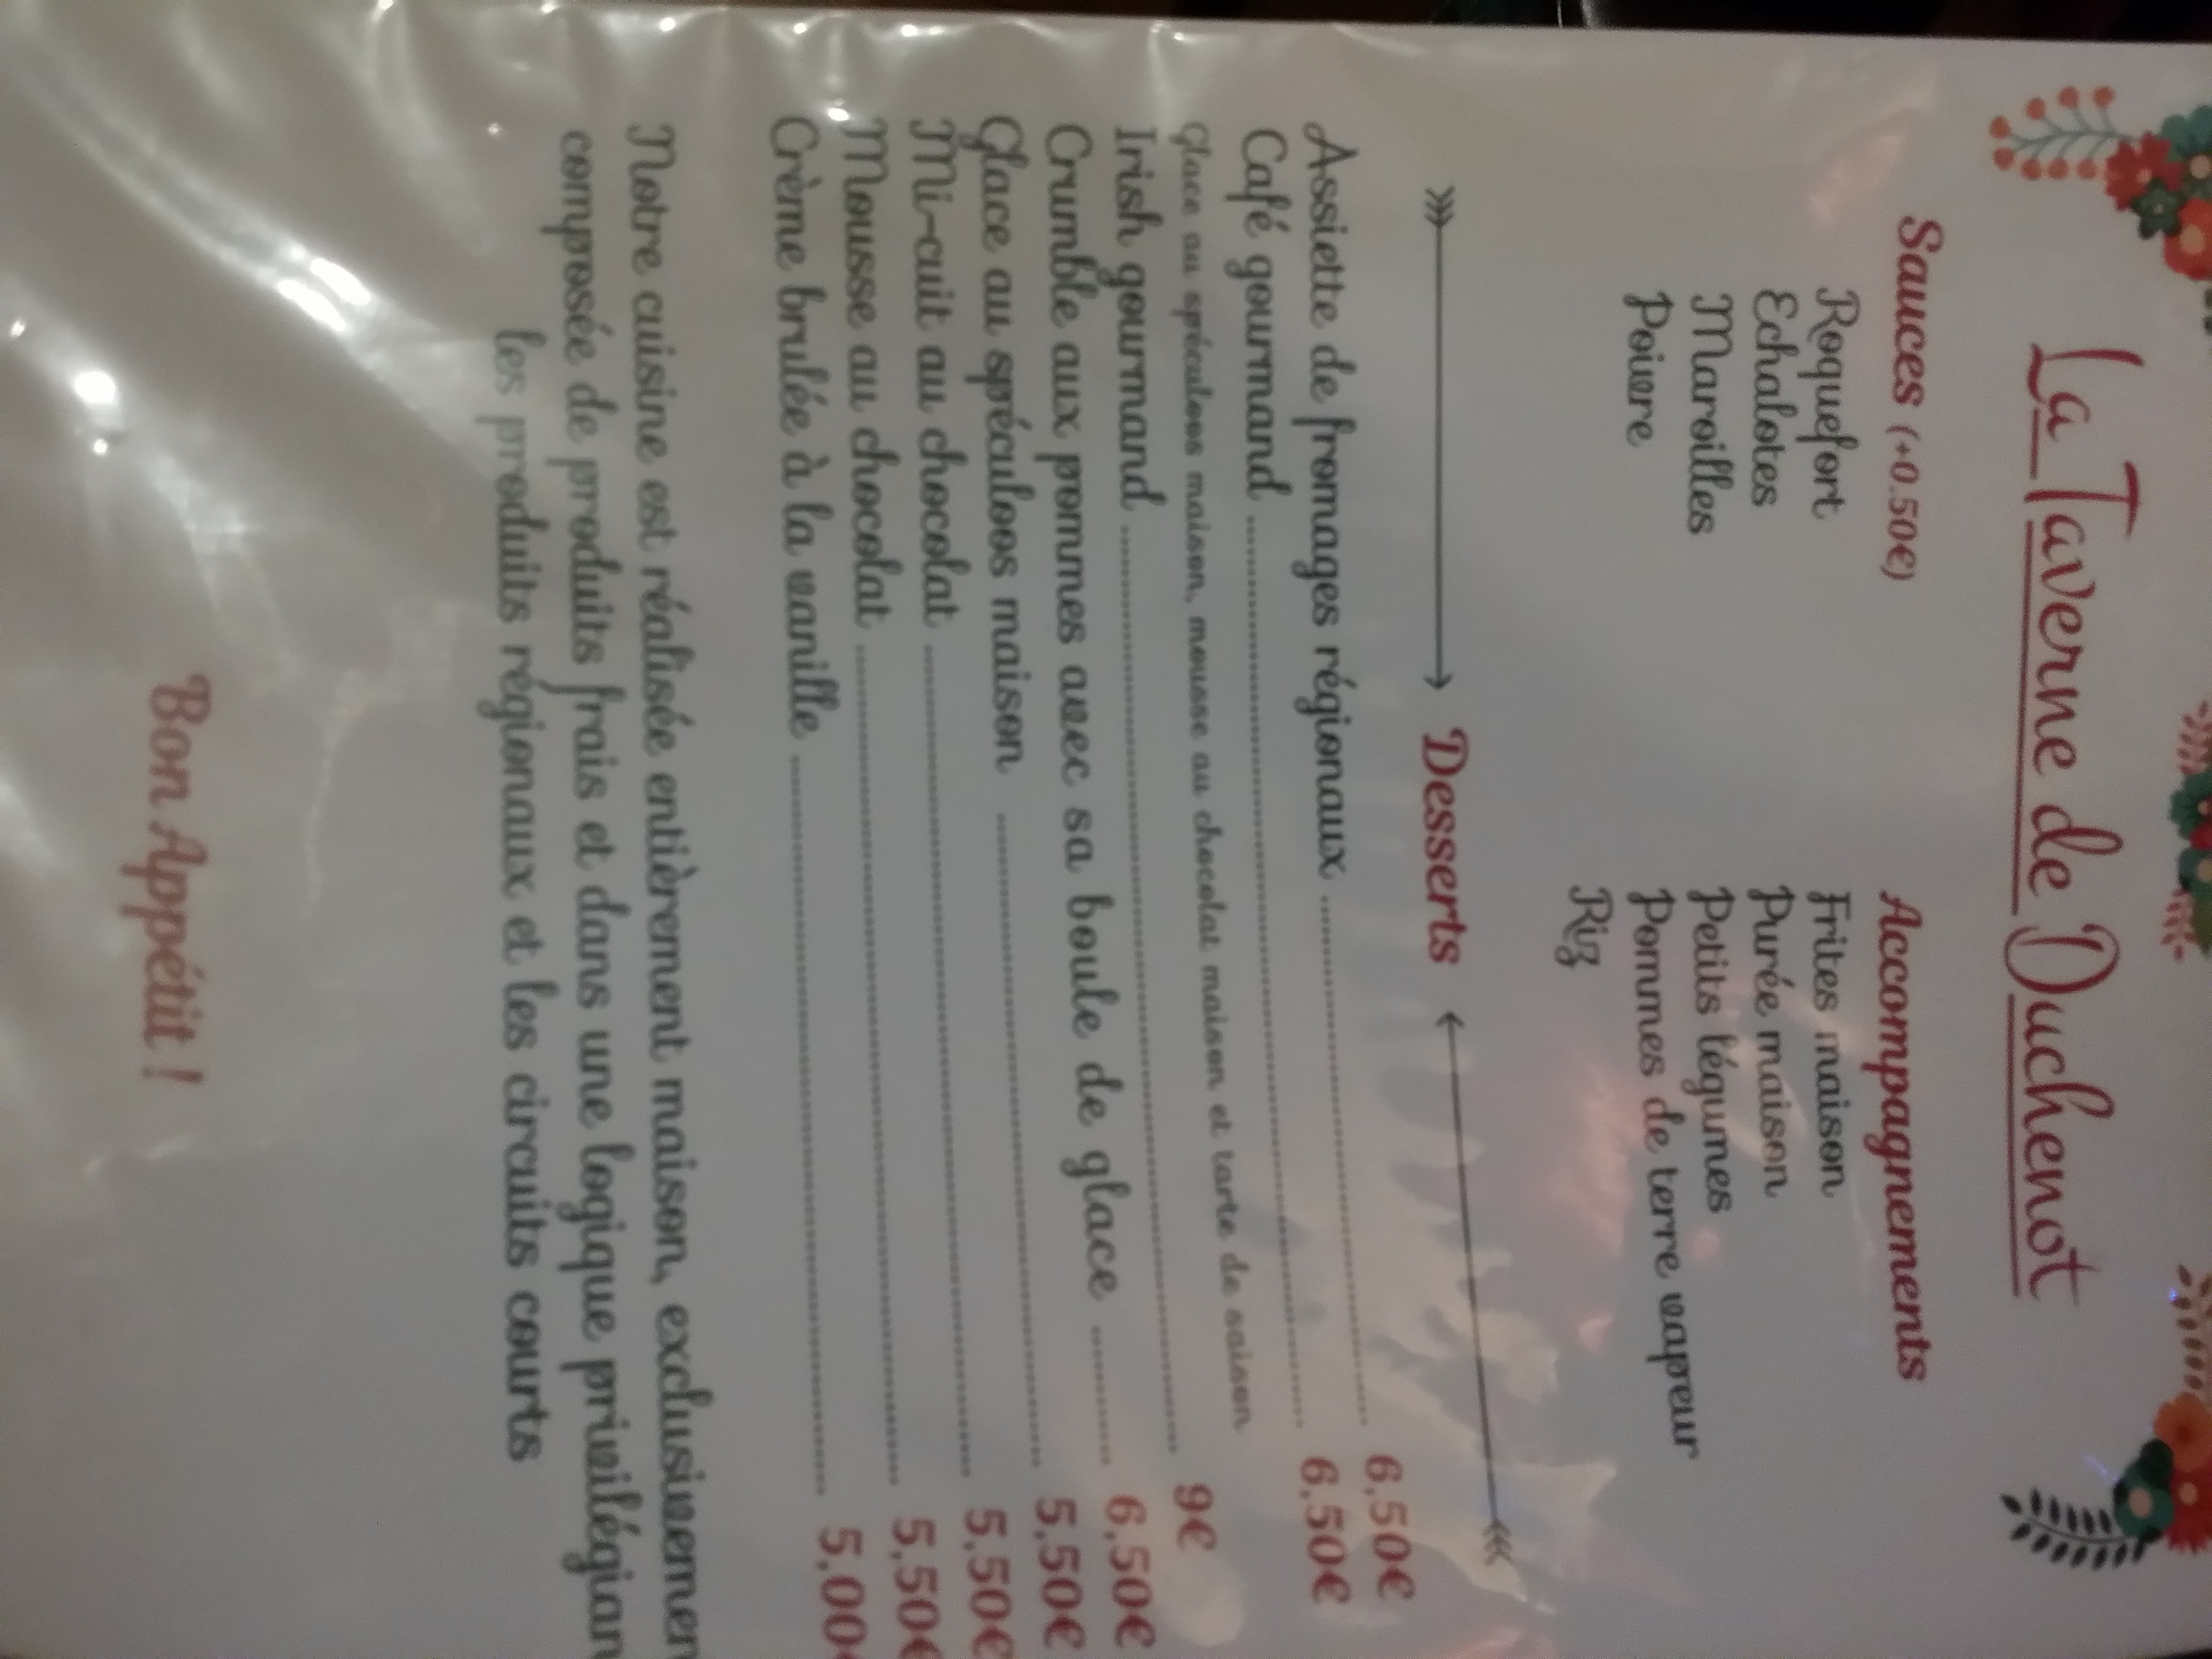 La Taverne de Duchenot
Sauces (+0.50€)
Roquefort
Echalotes
Maroilles
Poivre
Accompagnements
Frites maison
Purée maison
Petits légumes
Pommes de terre vapeur
Riz
Desserts
Assiette de fromages régionaux 6,50€
Café gourmand 6,50€
Glace au spéculoos maison, mousse au chocolat maison et tarte de saison
Irish gourmand 9€
Crumble aux pommes avec sa boule de glace 6,50€
Glace au spéculoos maison 5,50€
Mi-cuit au chocolat 5,50€
Mousse au chocolat 5,50€
Crème brulée à la vanille 5,00
Notre cuisine est réalisée entièrement maison, exclusivemen
composée de produits frais et dans une logique privilégian
les produits régionaux et les circuits courts
Bon Appétit !